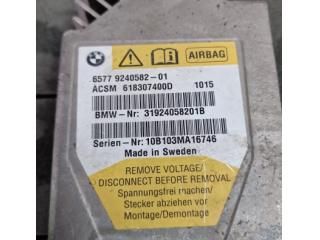 BMW
AIRBAG
6577 9240582-01
ACSM 618307400D 1015
BMW-Nr: 31924058201B
Serien-Nr: 10B103MA16746
Made in Sweden
REMOVE VOLTAGE/
DISCONNECT BEFORE REMOVAL
Spannungsfrei machen/
Stecker abziehen vor
Montage/Demontage